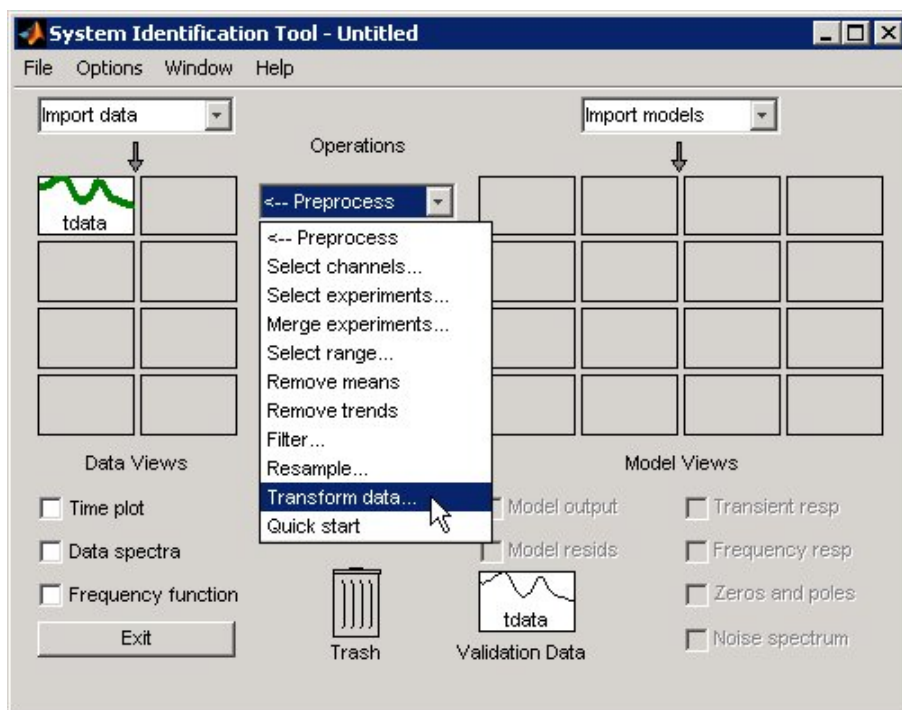 System Identification Tool - Untitled
File Options Window Help
Import data
Import models
Operations
tdata
<-- Preprocess
<-- Preprocess
Select channels...
Select experiments...
Merge experiments...
Select range...
Remove means
Remove trends
Filter...
Resample...
Transform data...
Quick start
Data Views
Model Views
Time plot
Data spectra
Frequency function
Exit
Model output
Model resids
Transient resp
Frequency resp
Zeros and poles
Noise spectrum
Trash
tdata
Validation Data